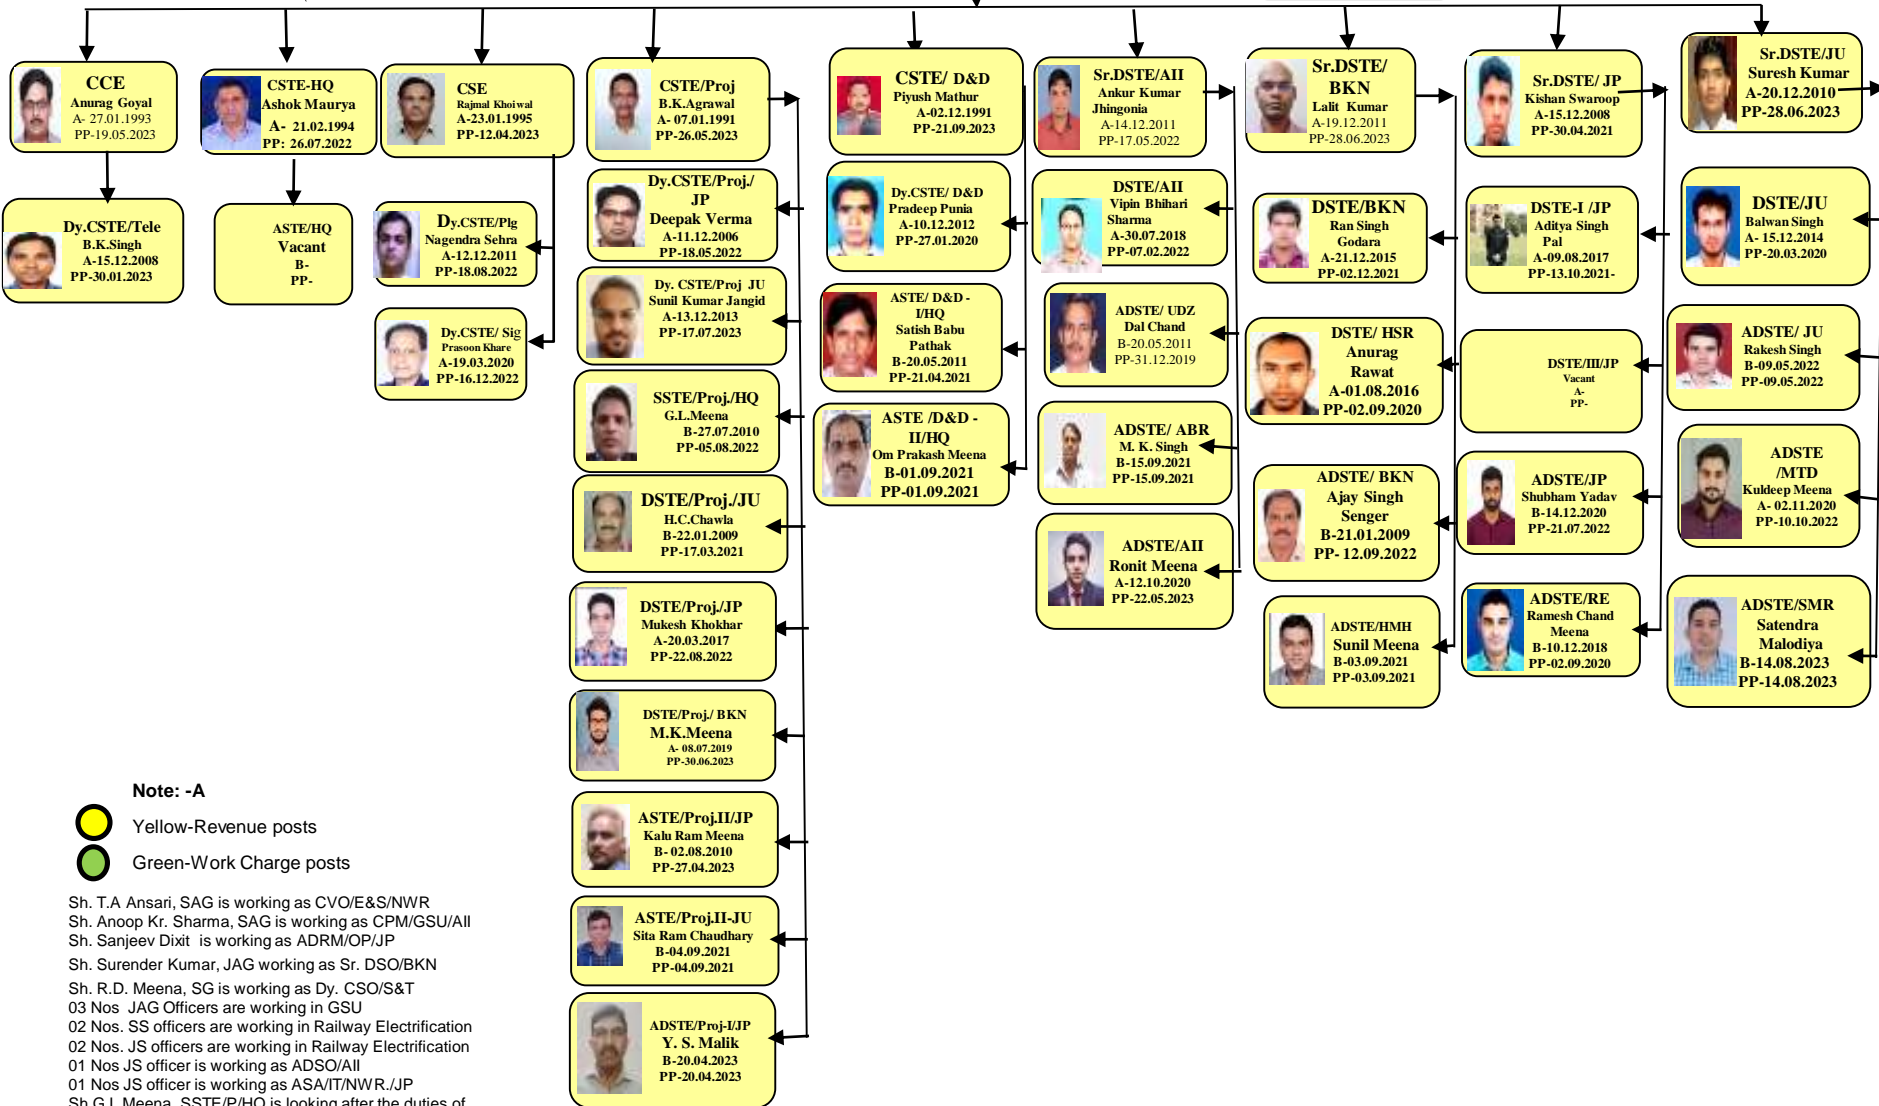 CCE
Anurag Goyal
A- 27.01.1993
PP-19.05.2023
Dy.CSTE/Tele
B.K.Singh
A-15.12.2008
PP-30.01.2023
CSTE-HQ
Ashok Maurya
A- 21.02.1994
PP: 26.07.2022
ASTE/HQ
Vacant
B-
PP-
CSE
Rajmal Khoiwal
A-23.01.1995
PP-12.04.2023
Dy.CSTE/Plg
Nagendra Sehra
A-12.12.2011
PP-18.08.2022
Dy.CSTE/ Sig
Prasoon Khare
A-19.03.2020
PP-16.12.2022
CSTE/Proj
B.K.Agrawal
A- 07.01.1991
PP-26.05.2023
Dy.CSTE/Proj./
JP
Deepak Verma
A-11.12.2006
PP-18.05.2022
Dy. CSTE/Proj JU
Sunil Kumar Jangid
A-13.12.2013
PP-17.07.2023
SSTE/Proj./HQ
G.L.Meena
B-27.07.2010
PP-05.08.2022
DSTE/Proj./JU
H.C.Chawla
B-22.01.2009
PP-17.03.2021
DSTE/Proj./JP
Mukesh Khokhar
A-20.03.2017
PP-22.08.2022
DSTE/Proj./ BKN
M.K.Meena
A- 08.07.2019
PP-30.06.2023
ASTE/Proj.II/JP
Kalu Ram Meena
B- 02.08.2010
PP-27.04.2023
ASTE/Proj.II-JU
Sita Ram Chaudhary
B-04.09.2021
PP-04.09.2021
ADSTE/Proj-I/JP
Y. S. Malik
B-20.04.2023
PP-20.04.2023
CSTE/ D&D
Piyush Mathur
A-02.12.1991
PP-21.09.2023
Dy.CSTE/ D&D
Pradeep Punia
A-10.12.2012
PP-27.01.2020
ASTE/ D&D -
I/HQ
Satish Babu
Pathak
B-20.05.2011
PP-21.04.2021
ASTE /D&D -
II/HQ
Om Prakash Meena
B-01.09.2021
PP-01.09.2021
Sr.DSTE/AII
Ankur Kumar
Jhingonia
A-14.12.2011
PP-17.05.2022
DSTE/AII
Vipin Bhihari
Sharma
A-30.07.2018
PP-07.02.2022
ADSTE/ UDZ
Dal Chand
B-20.05.2011
PP-31.12.2019
ADSTE/ ABR
M. K. Singh
B-15.09.2021
PP-15.09.2021
ADSTE/AII
Ronit Meena
A-12.10.2020
PP-22.05.2023
Sr.DSTE/
BKN
Lalit Kumar
A-19.12.2011
PP-28.06.2023
DSTE/BKN
Ran Singh
Godara
A-21.12.2015
PP-02.12.2021
DSTE/ HSR
Anurag
Rawat
A-01.08.2016
PP-02.09.2020
ADSTE/ BKN
Ajay Singh
Senger
B-21.01.2009
PP- 12.09.2022
ADSTE/HMH
Sunil Meena
B-03.09.2021
PP-03.09.2021
Sr.DSTE/ JP
Kishan Swaroop
A-15.12.2008
PP-30.04.2021
DSTE-I /JP
Aditya Singh
Pal
A-09.08.2017
PP-13.10.2021-
DSTE/III/JP
Vacant
A-
PP-
ADSTE/JP
Shubham Yadav
B-14.12.2020
PP-21.07.2022
ADSTE/RE
Ramesh Chand
Meena
B-10.12.2018
PP-02.09.2020
Sr.DSTE/JU
Suresh Kumar
A-20.12.2010
PP-28.06.2023
DSTE/JU
Balwan Singh
A- 15.12.2014
PP-20.03.2020
ADSTE/ JU
Rakesh Singh
B-09.05.2022
PP-09.05.2022
ADSTE
/MTD
Kuldeep Meena
A- 02.11.2020
PP-10.10.2022
ADSTE/SMR
Satendra
Malodiya
B-14.08.2023
PP-14.08.2023
Note: -A
Yellow-Revenue posts
Green-Work Charge posts
Sh. T.A Ansari, SAG is working as CVO/E&S/NWR
Sh. Anoop Kr. Sharma, SAG is working as CPM/GSU/AII
Sh. Sanjeev Dixit is working as ADRM/OP/JP
Sh. Surender Kumar, JAG working as Sr. DSO/BKN
Sh. R.D. Meena, SG is working as Dy. CSO/S&T
03 Nos JAG Officers are working in GSU
02 Nos. SS officers are working in Railway Electrification
02 Nos. JS officers are working in Railway Electrification
01 Nos JS officer is working as ADSO/AII
01 Nos JS officer is working as ASA/IT/NWR./JP
Sh G.L Meena, SSTE/P/HQ is looking after the duties of